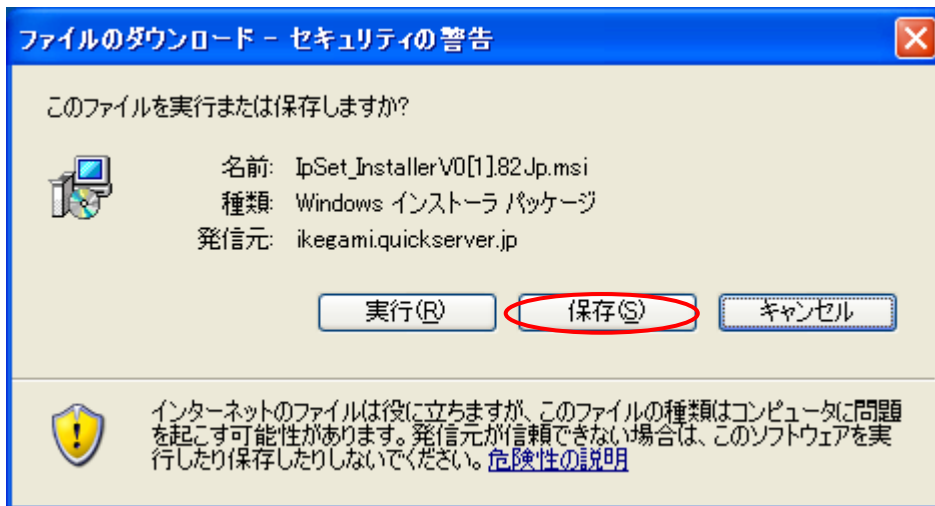 ファイルのダウンロード - セキュリティの警告
このファイルを実行または保存しますか?
名前: IpSet_InstallerV0[1].82Jp.msi
種類: Windows インストーラ パッケージ
発信元: ikegami.quickserver.jp
実行(R) 保存(S) キャンセル
インターネットのファイルは役に立ちますが、このファイルの種類はコンピュータに問題
を起こす可能性があります。発信元が信頼できない場合は、このソフトウェアを実
行したり保存したりしないでください。危険性の説明